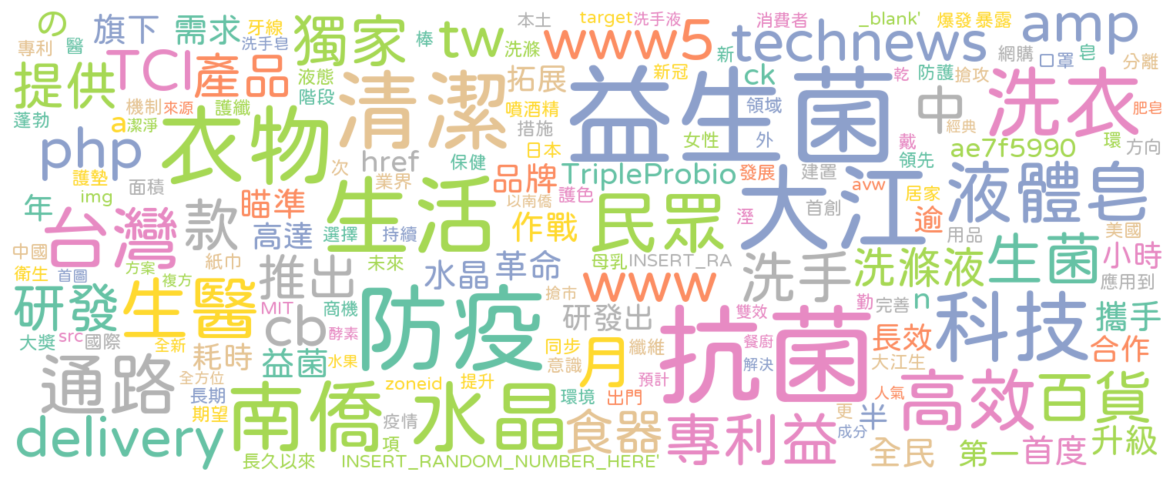 の 旗下 需求 牙線 獨家 tw 本土 target 洗手液 消費者 _blank' 爆發 暴露 amp
專利 醫 洗手皂 棒 洗滌 www5 technews 新 網購 口罩 皂 分離
提供 TCI 產品 液態 清潔 拓展 新冠 益生菌 ck 乾 防護 搶攻 洗衣
機制 來源 護纖 階段 噴酒精 領域 中 肥皂
蓬勃 a 潔淨 衣物 措施 女性 外 戴 經典
php 次 href 保健 日本 大江 ae7f5990 環 方向
護墊 面積 業界 品牌 TripleProbio 發展 建置 領先
img 生活 以南僑 護色 avw 居家 液體皂
年 台灣 款 瞄準 作戰 民眾 溼 首創 逾 美國
中國 高達 選擇 持續 用品
衛生 首圖 方案 紙巾 推出 未來 水晶 革命 母乳 INSERT_RA 洗手 洗滌液 生菌 小時
複方 應用到
研發 生醫 MIT 商機 防疫 搶市 www 雙效 n 科技 攜手
大獎 src 國際 全新 cb 酵素 研發出 抗菌 勤 完善 長效 合作
耗時 益菌 水果 同步 月 纖維 餐廚 解決 大江生
通路 全方位 zoneid 提升 意識 預計 人氣 高效 百貨
長期 南僑 水晶 環境 出門 更 半
delivery 期望 疫情 項 食器 專利益 成分 升級
長久以來 INSERT_RANDOM_NUMBER_HERE' 全民 第一 首度